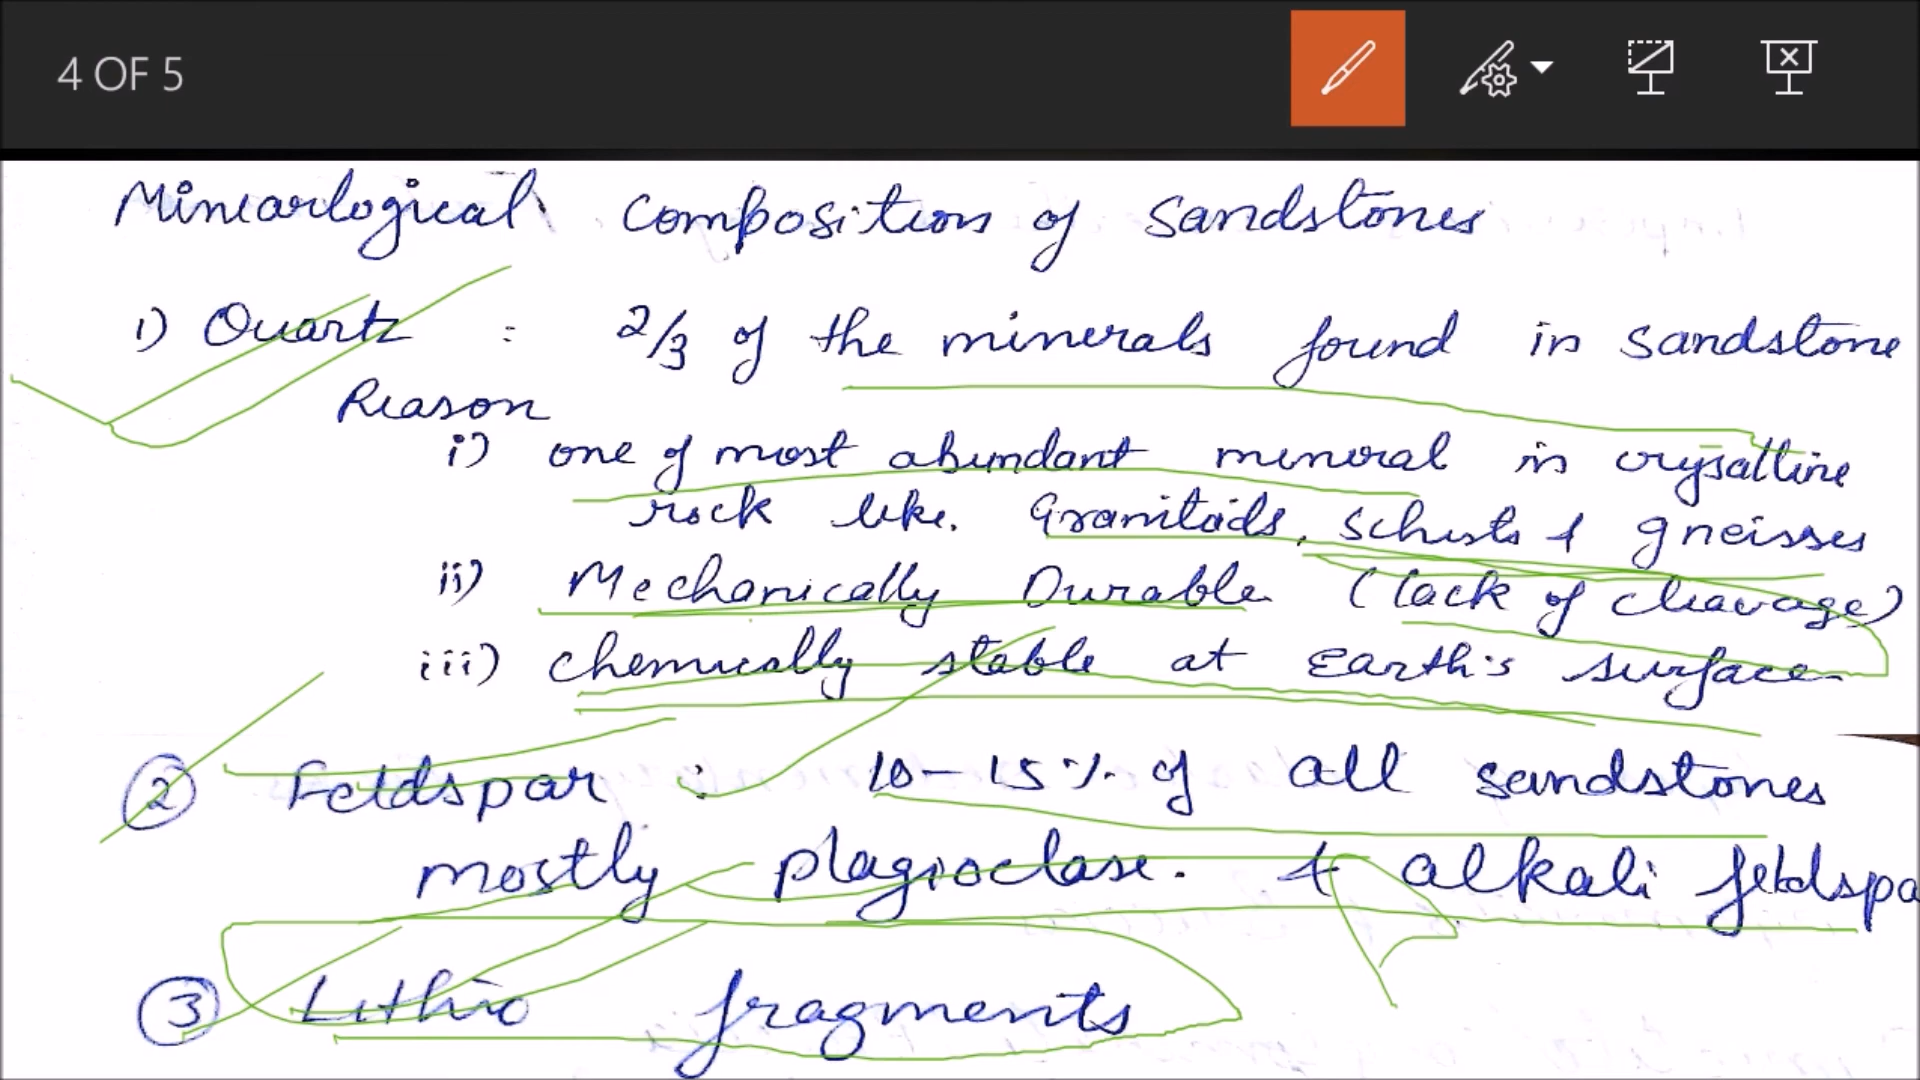 4 OF 5
Minearlogical Composition of Sandstones
1) Quartz : 2/3 of the minerals found in sandstone
Reason
i) one of most abundant mineral in crysalline
rock like. Granitoids, Schists & gneisses
ii) Mechanically Durable (lack of cleavage)
iii) chemically stable at Earth's surface.
② Feldspar : 10-15% of all sandstones
mostly plagioclase. & alkali feldspa
③ Lithic fragments